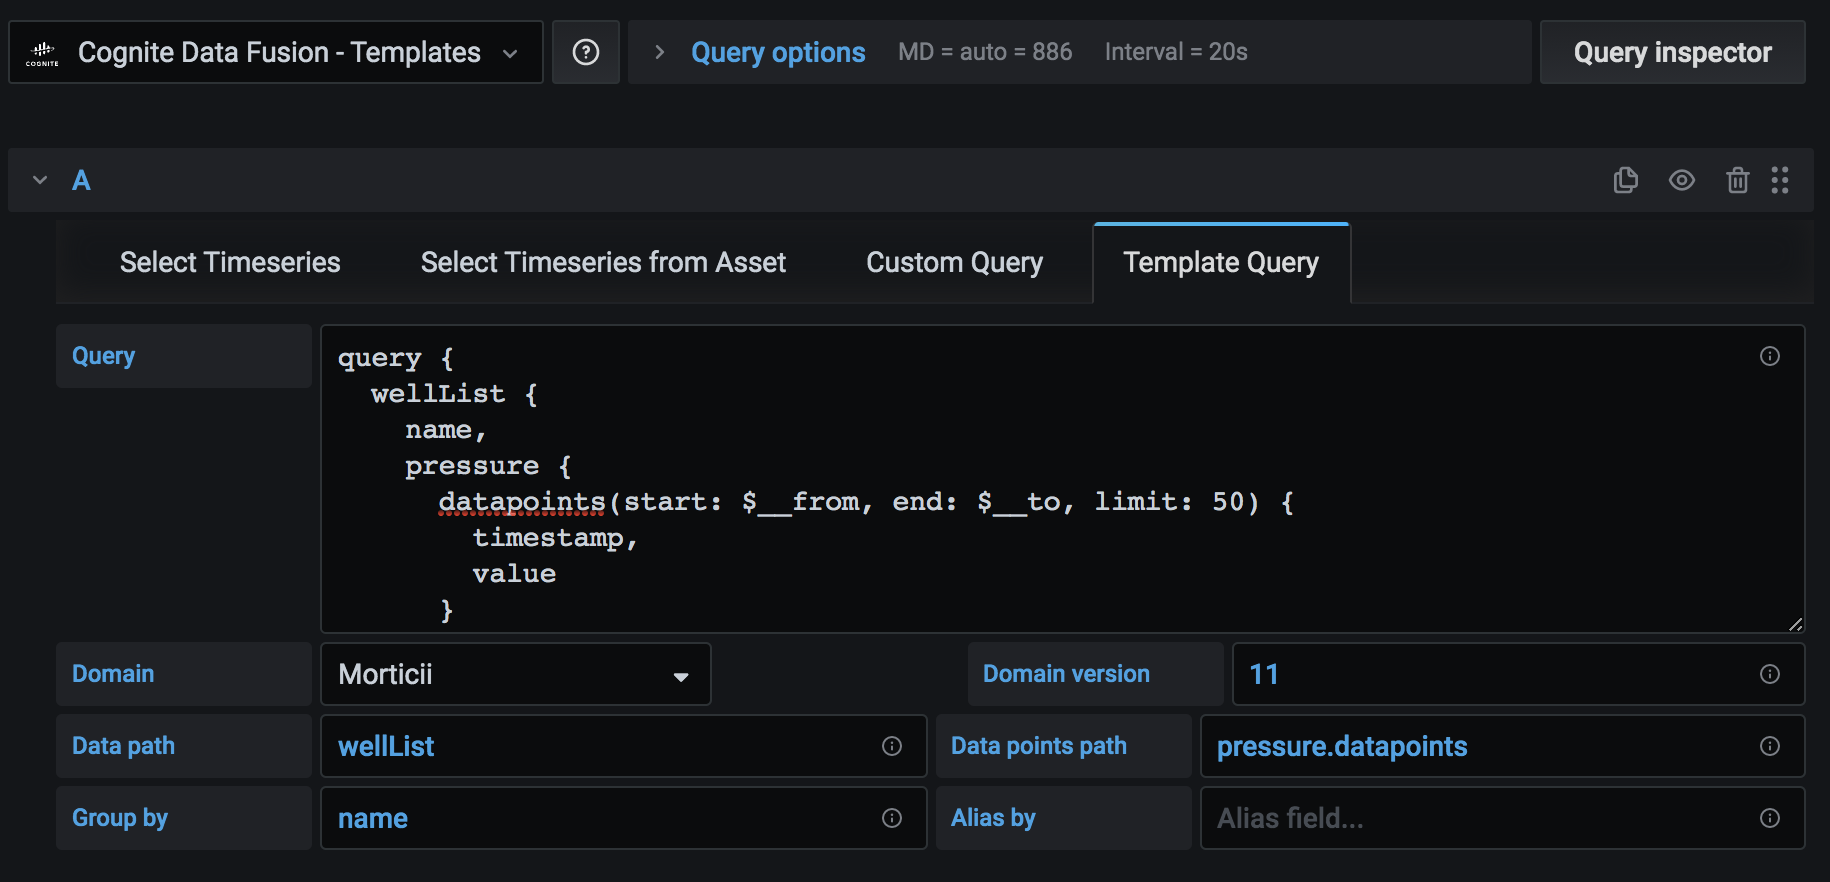 COGNITE Cognite Data Fusion - Templates Query options MD = auto = 886 Interval = 20s Query inspector
A
Select Timeseries Select Timeseries from Asset Custom Query Template Query
Query
query {
wellList {
name,
pressure {
datapoints(start: $__from, end: $__to, limit: 50) {
timestamp,
value
}
Domain Morticii Domain version 11
Data path wellList Data points path pressure.datapoints
Group by name Alias by Alias field...